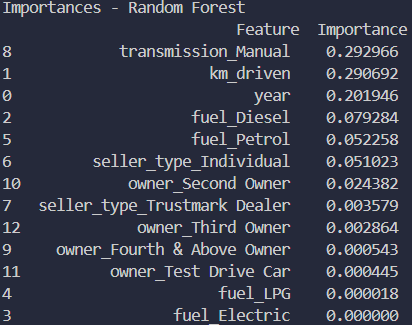 Importances - Random Forest
Feature Importance
8 transmission_Manual 0.292966
1 km_driven 0.290692
0 year 0.201946
2 fuel_Diesel 0.079284
5 fuel_Petrol 0.052258
6 seller_type_Individual 0.051023
10 owner_Second Owner 0.024382
7 seller_type_Trustmark Dealer 0.003579
12 owner_Third Owner 0.002864
9 owner_Fourth & Above Owner 0.000543
11 owner_Test Drive Car 0.000445
4 fuel_LPG 0.000018
3 fuel_Electric 0.000000